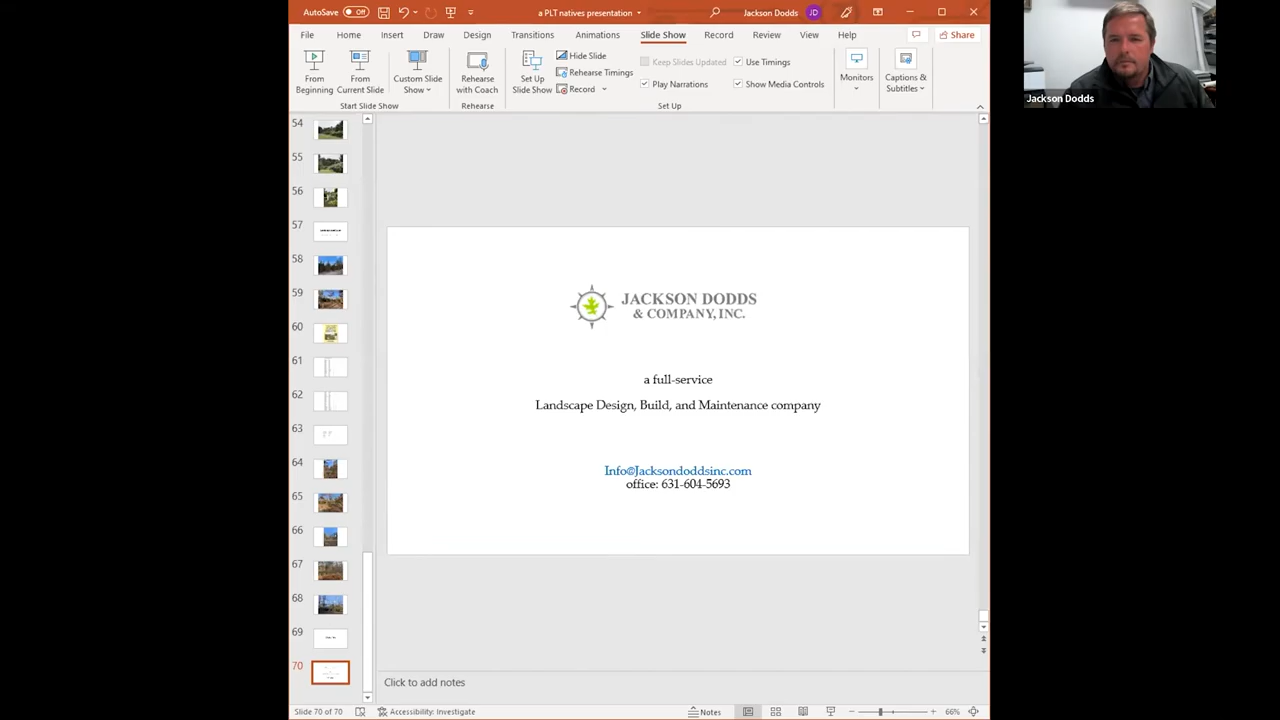 AutoSave Off
a PLT natives presentation
Jackson Dodds JD
File Home Insert Draw Design Transitions Animations Slide Show Record Review View Help Share
From Beginning
From Current Slide
Custom Slide Show
Rehearse with Coach
Set Up Slide Show
Hide Slide
Rehearse Timings
Record
Keep Slides Updated
Play Narrations
Use Timings
Show Media Controls
Monitors
Captions & Subtitles
Start Slide Show
Rehearse
Set Up
54
55
56
57
58
59
60
61
62
63
64
65
66
67
68
69
70
JACKSON DODDS
& COMPANY, INC.
a full-service
Landscape Design, Build, and Maintenance company
Info@Jacksondoddsinc.com
office: 631-604-5693
Click to add notes
Slide 70 of 70
Accessibility: Investigate
Notes
66%
Jackson Dodds